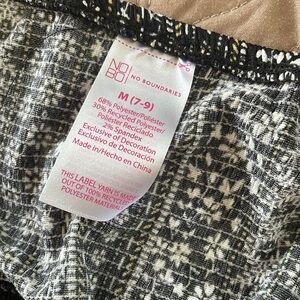 NO
BO
NO BOUNDARIES
M (7-9)
68% Polyester/Poliéster
30% Recycled Polyester/
Poliéster Reciclado
2% Spandex
Exclusive of Decoration
Exclusivo de Decoración
Made in/Hecho en China
THIS LABEL YARN IS MADE
OUT OF 100% RECYCLED
POLYESTER MATERIAL